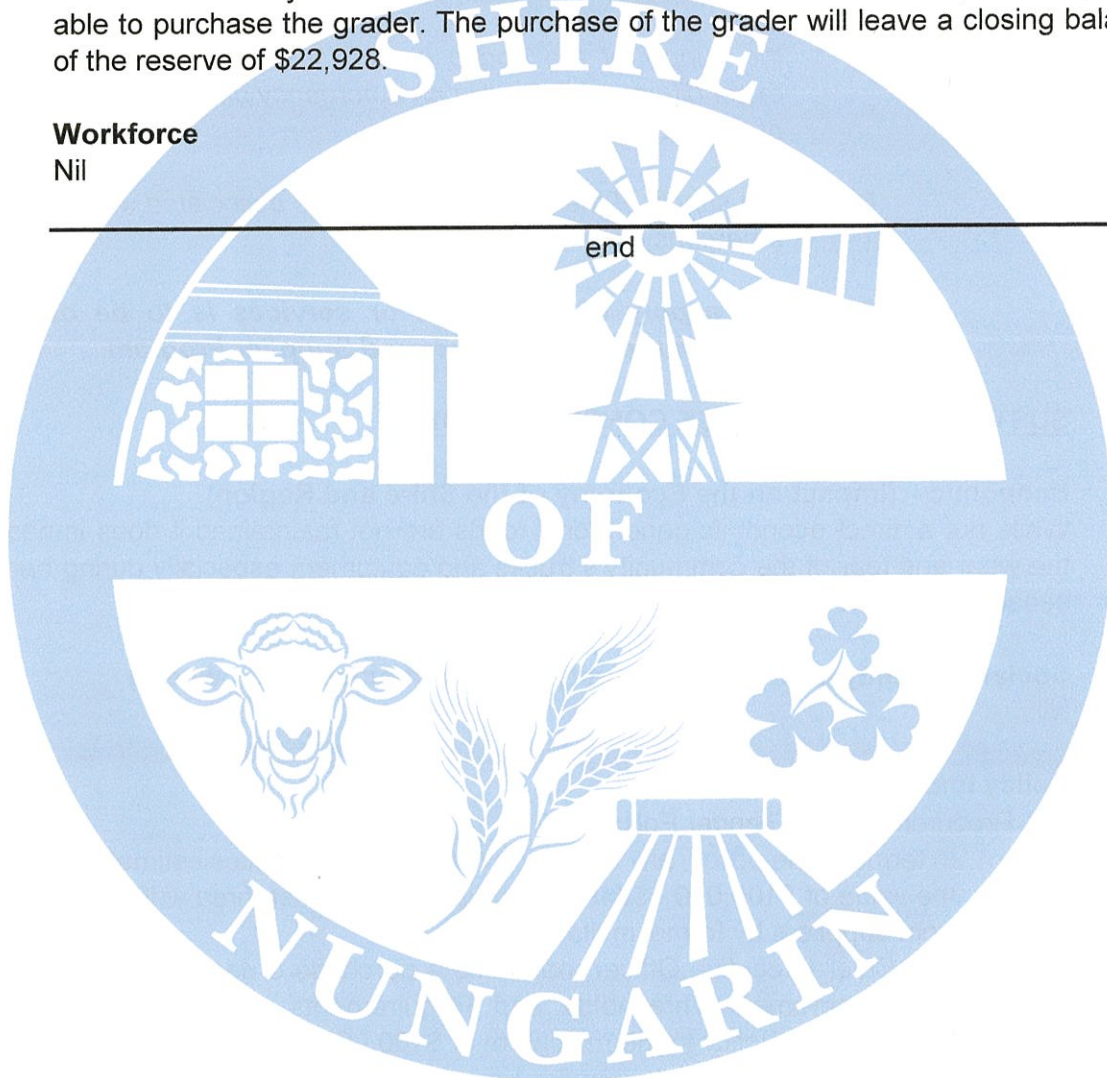 able to purchase the grader. The purchase of the grader will leave a closing
of the reserve of $22,928.
Workforce
Nil
end
SHIRE
OF
NUNGARIN